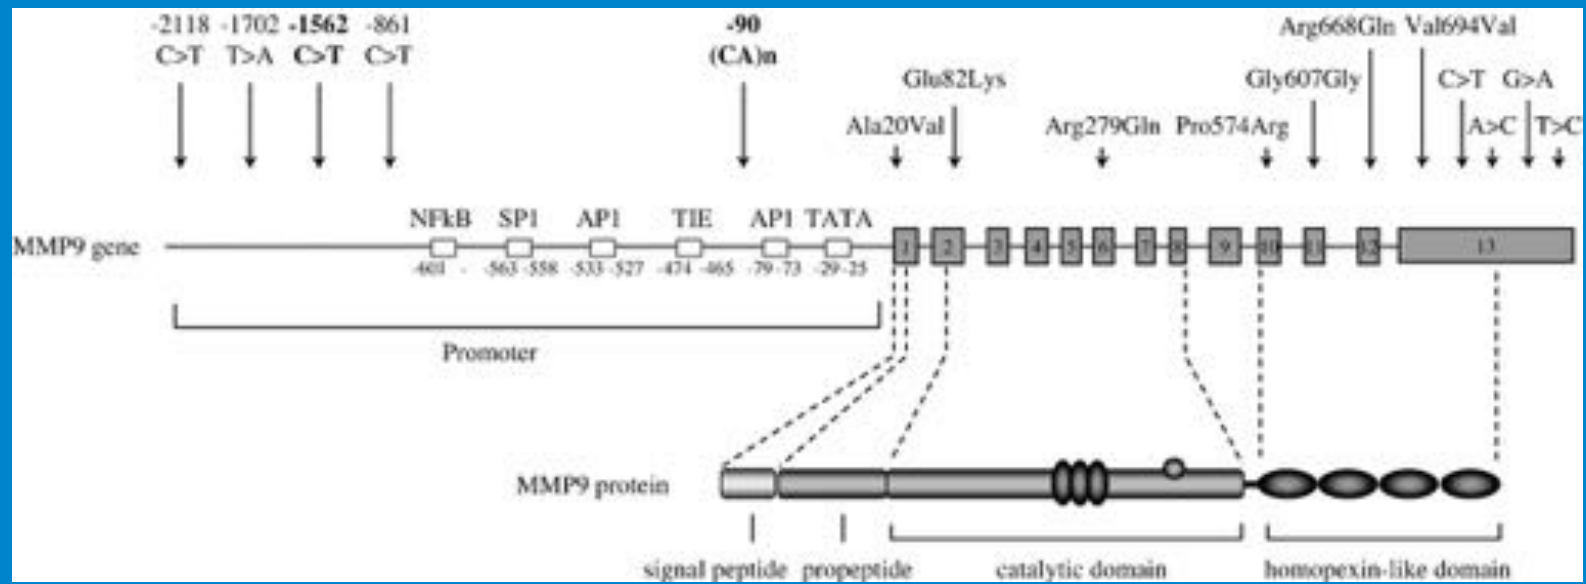 -2118 -1702 -1562 -861
C>T T>A C>T C>T
-90
(CA)n
Arg668Gln Val694Val
Glu82Lys
Gly607Gly
C>T G>A
Ala20Val
Arg279Gln Pro574Arg
A>C T>C
NFkB SP1 AP1 TIE AP1 TATA
MMP9 gene
1 2 3 4 5 6 7 8 9 10 11 12 13
-601 - -563 -558 -533 -527 -474 -465 -79 -73 -29 -25
Promoter
MMP9 protein
signal peptide propeptide catalytic domain homopexin-like domain